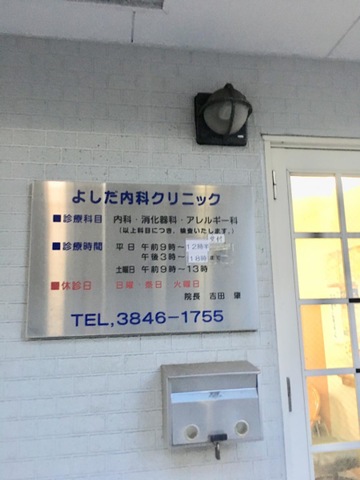 よしだ内科クリニック
■診療科目 内科・消化器科・アレルギー科
(以上科目につき、検査いたします。)
受付
■診療時間 平日 午前9時〜12時半
午後3時〜18時
土曜日 午前9時〜13時
■休診日 日曜・祭日・火曜日
院長 吉田 肇
TEL,3846-1755